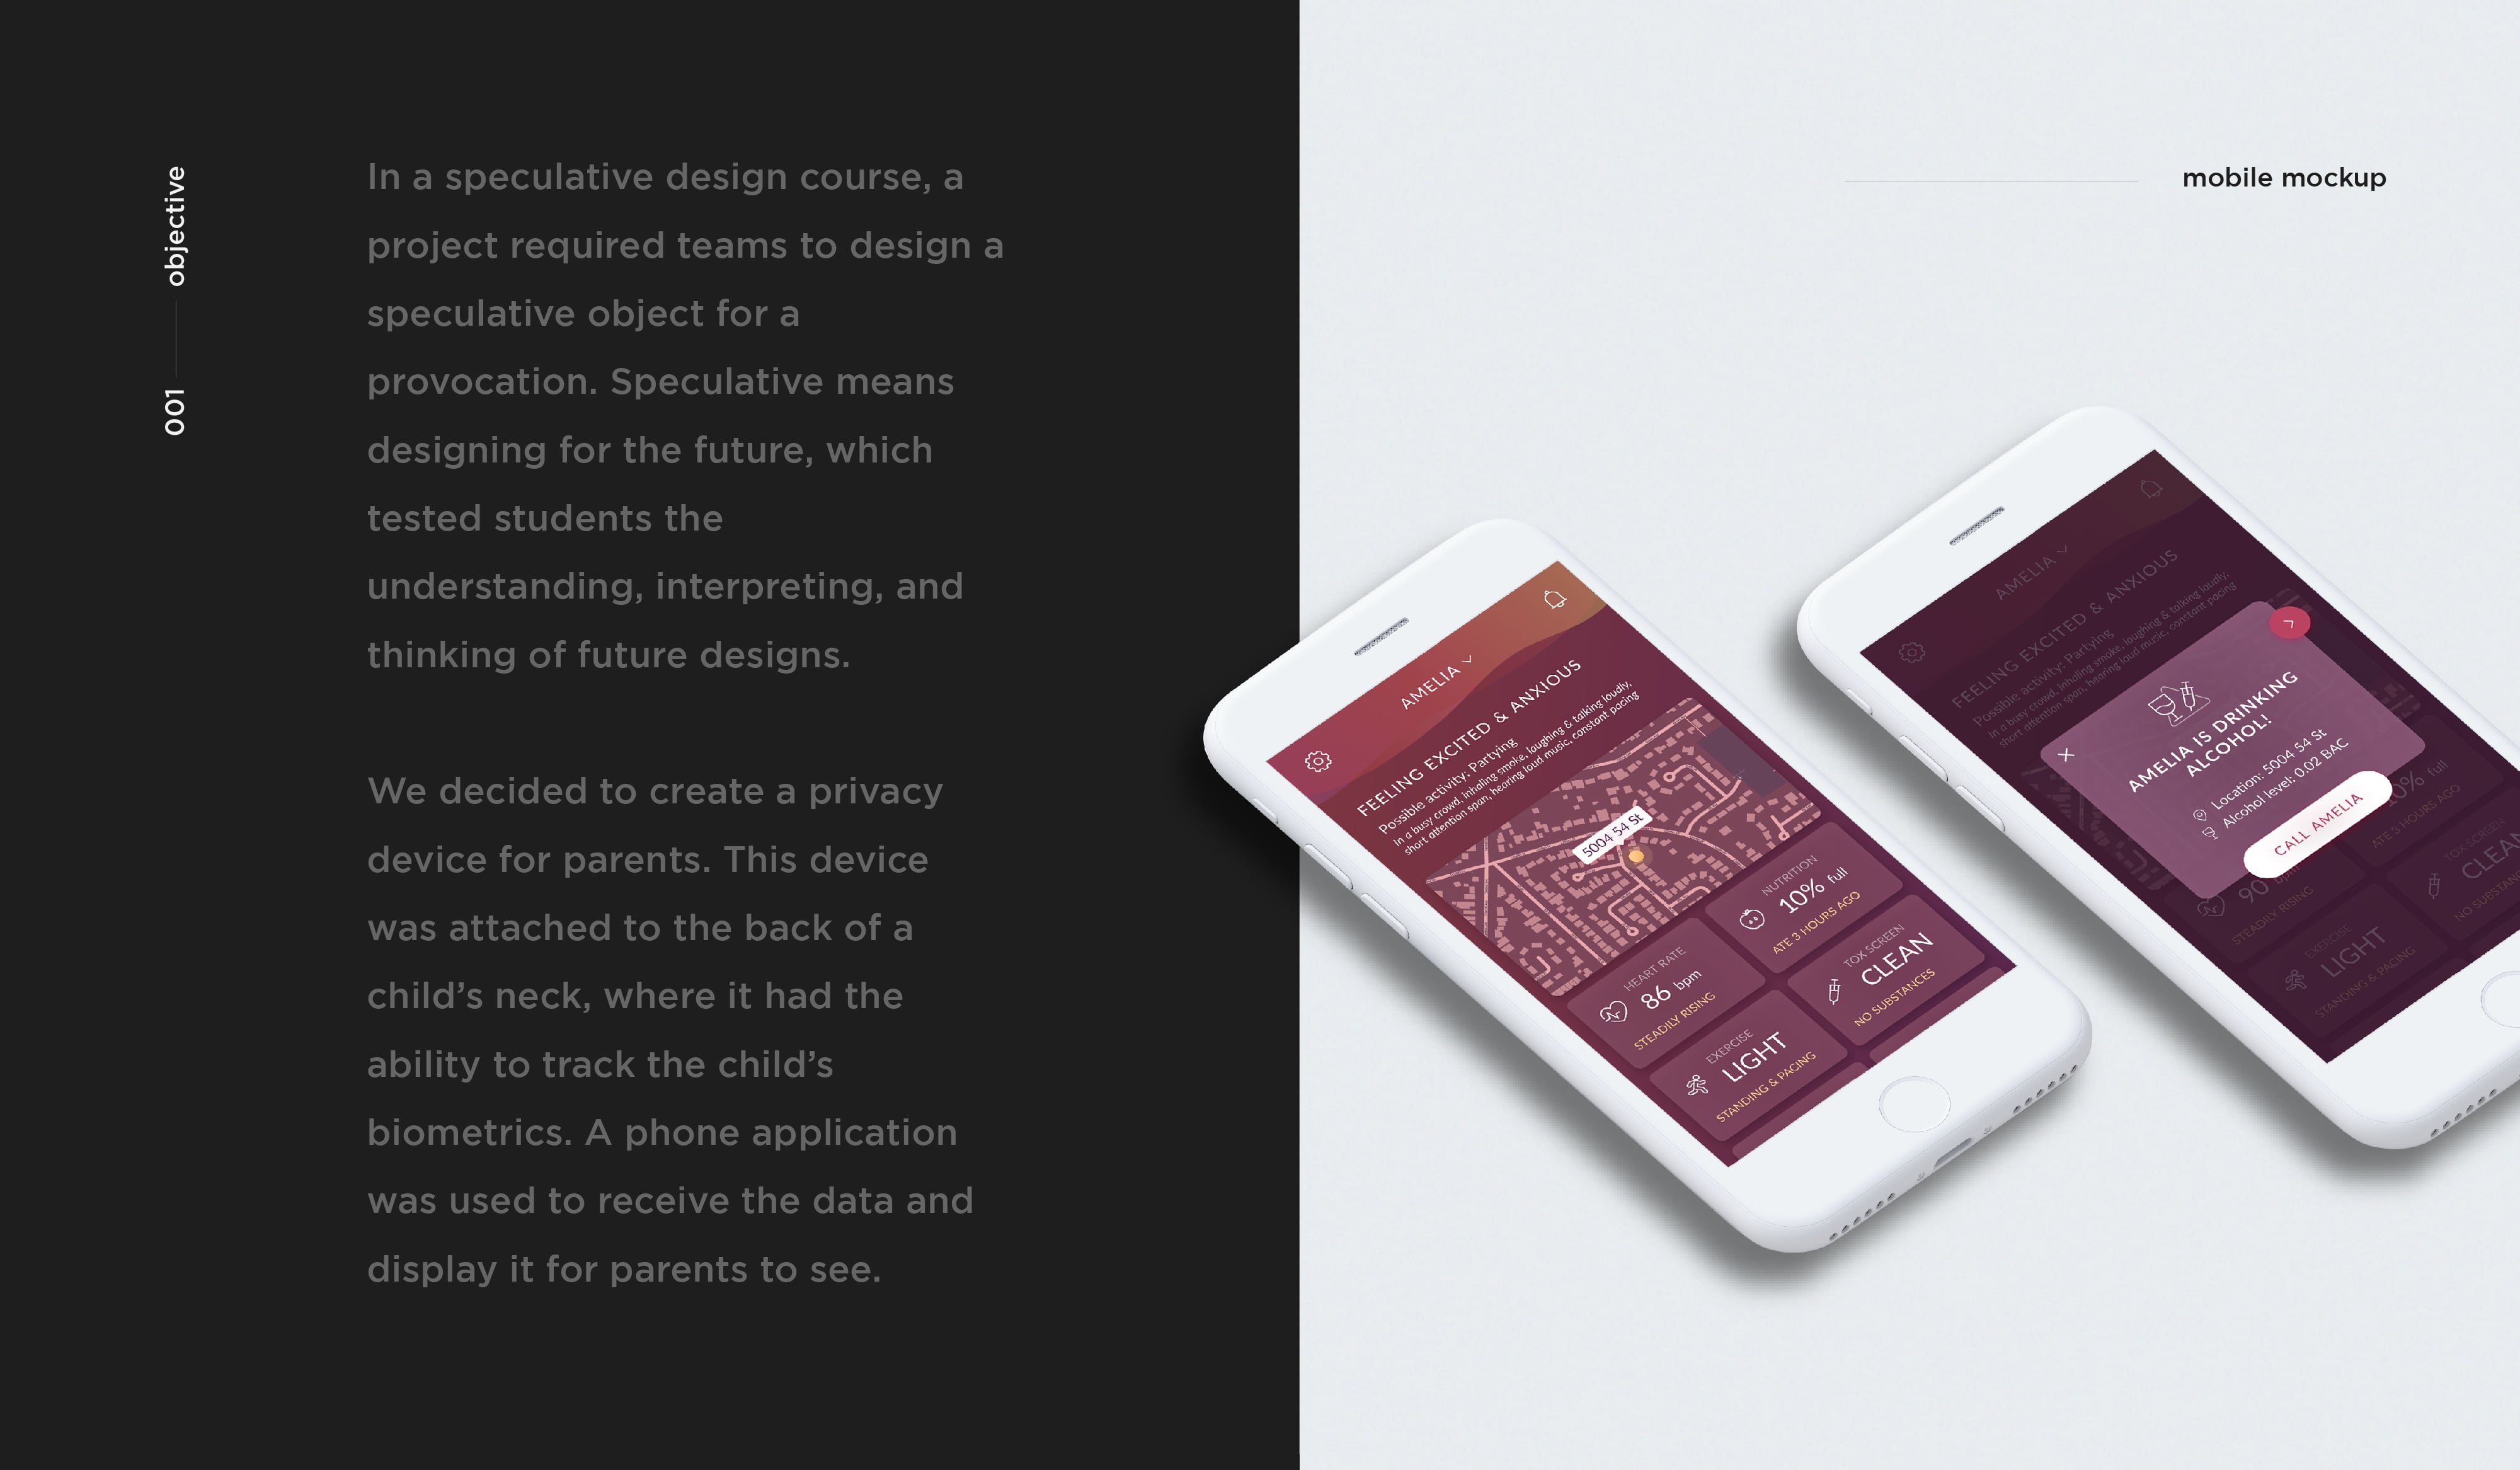 objective
001
In a speculative design course, a
project required teams to design a
speculative object for a
provocation. Speculative means
designing for the future, which
tested students the
understanding, interpreting, and
thinking of future designs.
We decided to create a privacy
device for parents. This device
was attached to the back of a
child’s neck, where it had the
ability to track the child’s
biometrics. A phone application
was used to receive the data and
display it for parents to see.
mobile mockup
AMELIA
FEELING EXCITED & ANXIOUS
Possible activity: Partying
In a busy crowd, inhaling smoke, laughing & talking loudly,
short attention span, hearing loud music, constant pacing
5004 54 St
HEART RATE
86 bpm
STEADILY RISING
NUTRITION
10% full
ATE 3 HOURS AGO
EXERCISE
LIGHT
STANDING & PACING
TOX SCREEN
CLEAN
NO SUBSTANCES
AMELIA
FEELING EXCITED & ANXIOUS
Possible activity: Partying
In a busy crowd, inhaling smoke, laughing & talking loudly,
short attention span, hearing loud music, constant pacing
AMELIA IS DRINKING
ALCOHOL!
Location: 5004 54 St
Alcohol level: 0.02 BAC
CALL AMELIA
90 bpm
STEADILY RISING
10% full
ATE 3 HOURS AGO
EXERCISE
LIGHT
STANDING & PACING
TOX SCREEN